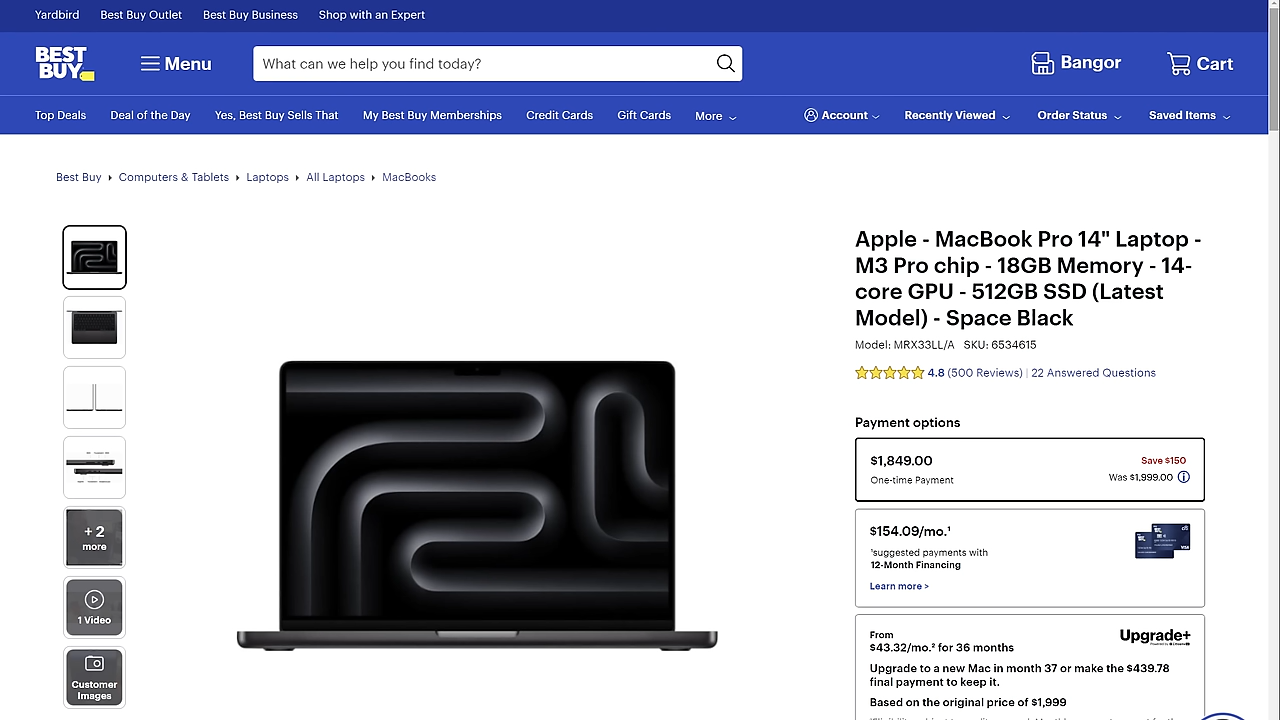 Yardbird
Best Buy Outlet
Best Buy Business
Shop with an Expert
BEST BUY
Menu
What can we help you find today?
Bangor
Cart
Top Deals
Deal of the Day
Yes, Best Buy Sells That
My Best Buy Memberships
Credit Cards
Gift Cards
More
Account
Recently Viewed
Order Status
Saved Items
Best Buy
Computers & Tablets
Laptops
All Laptops
MacBooks
+ 2
more
1 Video
Customer
Images
Apple - MacBook Pro 14" Laptop -
M3 Pro chip - 18GB Memory - 14-
core GPU - 512GB SSD (Latest
Model) - Space Black
Model: MRX33LL/A SKU: 6534615
4.8 (500 Reviews) | 22 Answered Questions
Payment options
$1,849.00
Save $150
One-time Payment
Was $1,999.00
$154.09/mo.¹
¹suggested payments with
12-Month Financing
Learn more >
From
$43.32/mo.² for 36 months
Upgrade+
Upgrade to a new Mac in month 37 or make the $439.78
final payment to keep it.
Based on the original price of $1,999